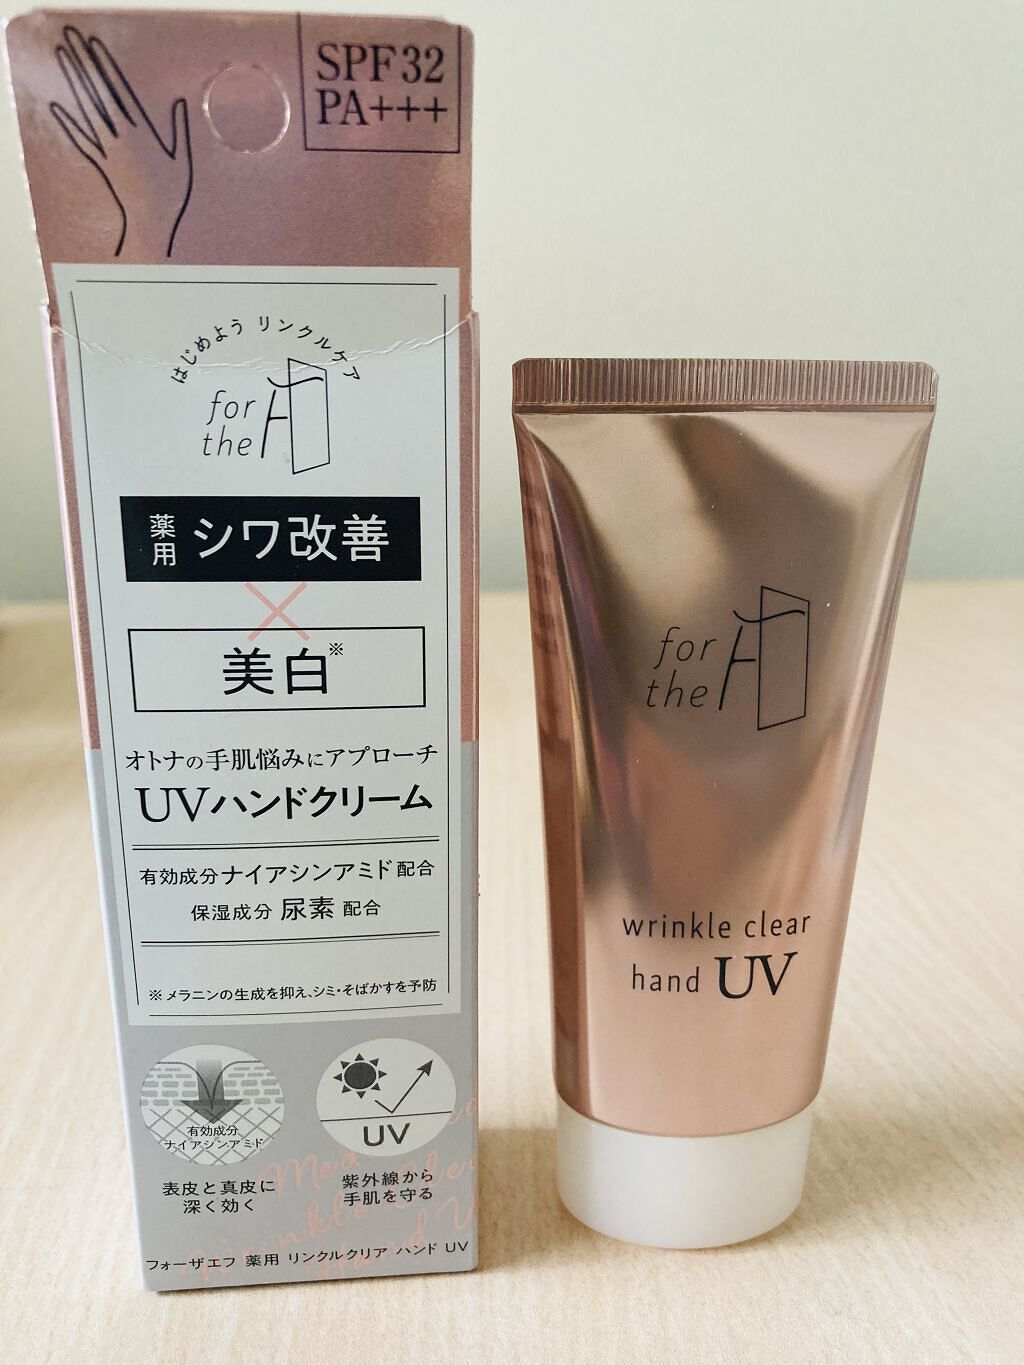 SPF32
PA+++
はじめよう リンクルケア
for
the F
薬用 シワ改善
×
美白※
オトナの手肌悩みにアプローチ
UVハンドクリーム
有効成分ナイアシンアミド配合
保湿成分 尿素 配合
※メラニンの生成を抑え、シミ・そばかすを予防
有効成分
ナイアシンアミド
表皮と真皮に
深く効く
UV
紫外線から
手肌を守る
フォーザエフ 薬用 リンクルクリア ハンド UV
for
the F
wrinkle clear
hand UV